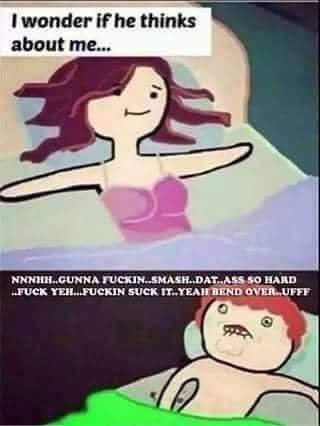 I wonder if he thinks
about me...
NNNHH..GUNNA FUCKIN..SMASH..DAT..ASS SO HARD
..FUCK YEH...FUCKIN SUCK IT..YEAH BEND OVER..UFFF